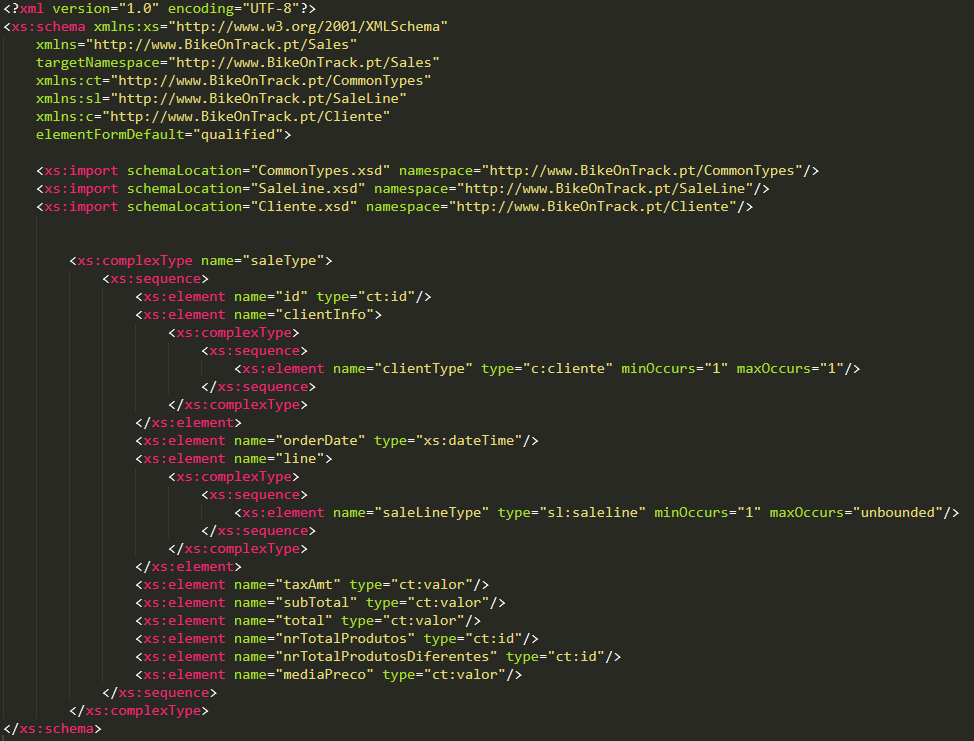 <?xml version="1.0" encoding="UTF-8"?>
<xs:schema xmlns:xs="http://www.w3.org/2001/XMLSchema"
    xmlns="http://www.BikeOnTrack.pt/Sales"
    targetNamespace="http://www.BikeOnTrack.pt/Sales"
    xmlns:ct="http://www.BikeOnTrack.pt/CommonTypes"
    xmlns:sl="http://www.BikeOnTrack.pt/SaleLine"
    xmlns:c="http://www.BikeOnTrack.pt/Cliente"
    elementFormDefault="qualified">
    <xs:import schemaLocation="CommonTypes.xsd" namespace="http://www.BikeOnTrack.pt/CommonTypes"/>
    <xs:import schemaLocation="SaleLine.xsd" namespace="http://www.BikeOnTrack.pt/SaleLine"/>
    <xs:import schemaLocation="Cliente.xsd" namespace="http://www.BikeOnTrack.pt/Cliente"/>
        <xs:complexType name="saleType">
            <xs:sequence>
                <xs:element name="id" type="ct:id"/>
                <xs:element name="clientInfo">
                    <xs:complexType>
                        <xs:sequence>
                            <xs:element name="clientType" type="c:cliente" minOccurs="1" maxOccurs="1"/>
                        </xs:sequence>
                    </xs:complexType>
                </xs:element>
                <xs:element name="orderDate" type="xs:dateTime"/>
                <xs:element name="line">
                    <xs:complexType>
                        <xs:sequence>
                            <xs:element name="saleLineType" type="sl:saleline" minOccurs="1" maxOccurs="unbounded"/>
                        </xs:sequence>
                    </xs:complexType>
                </xs:element>
                <xs:element name="taxAmt" type="ct:valor"/>
                <xs:element name="subTotal" type="ct:valor"/>
                <xs:element name="total" type="ct:valor"/>
                <xs:element name="nrTotalProdutos" type="ct:id"/>
                <xs:element name="nrTotalProdutosDiferentes" type="ct:id"/>
                <xs:element name="mediaPreco" type="ct:valor"/>
            </xs:sequence>
        </xs:complexType>
</xs:schema>